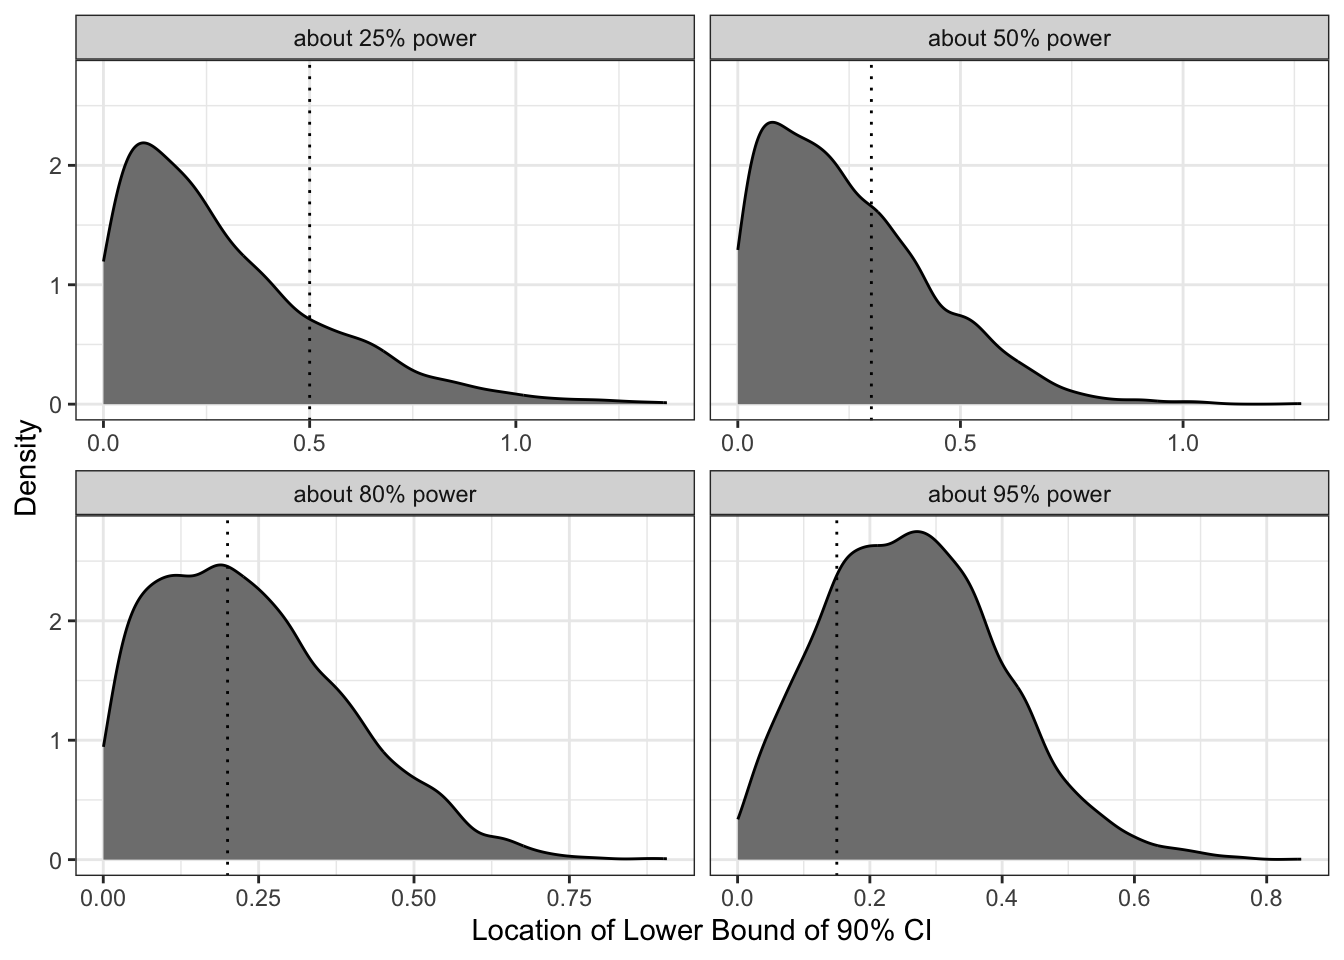 about 25% power
about 50% power
2
1
0
0.0 0.5 1.0
0.0 0.5 1.0
Density
about 80% power
about 95% power
2
1
0
0.00 0.25 0.50 0.75
0.0 0.2 0.4 0.6 0.8
Location of Lower Bound of 90% CI